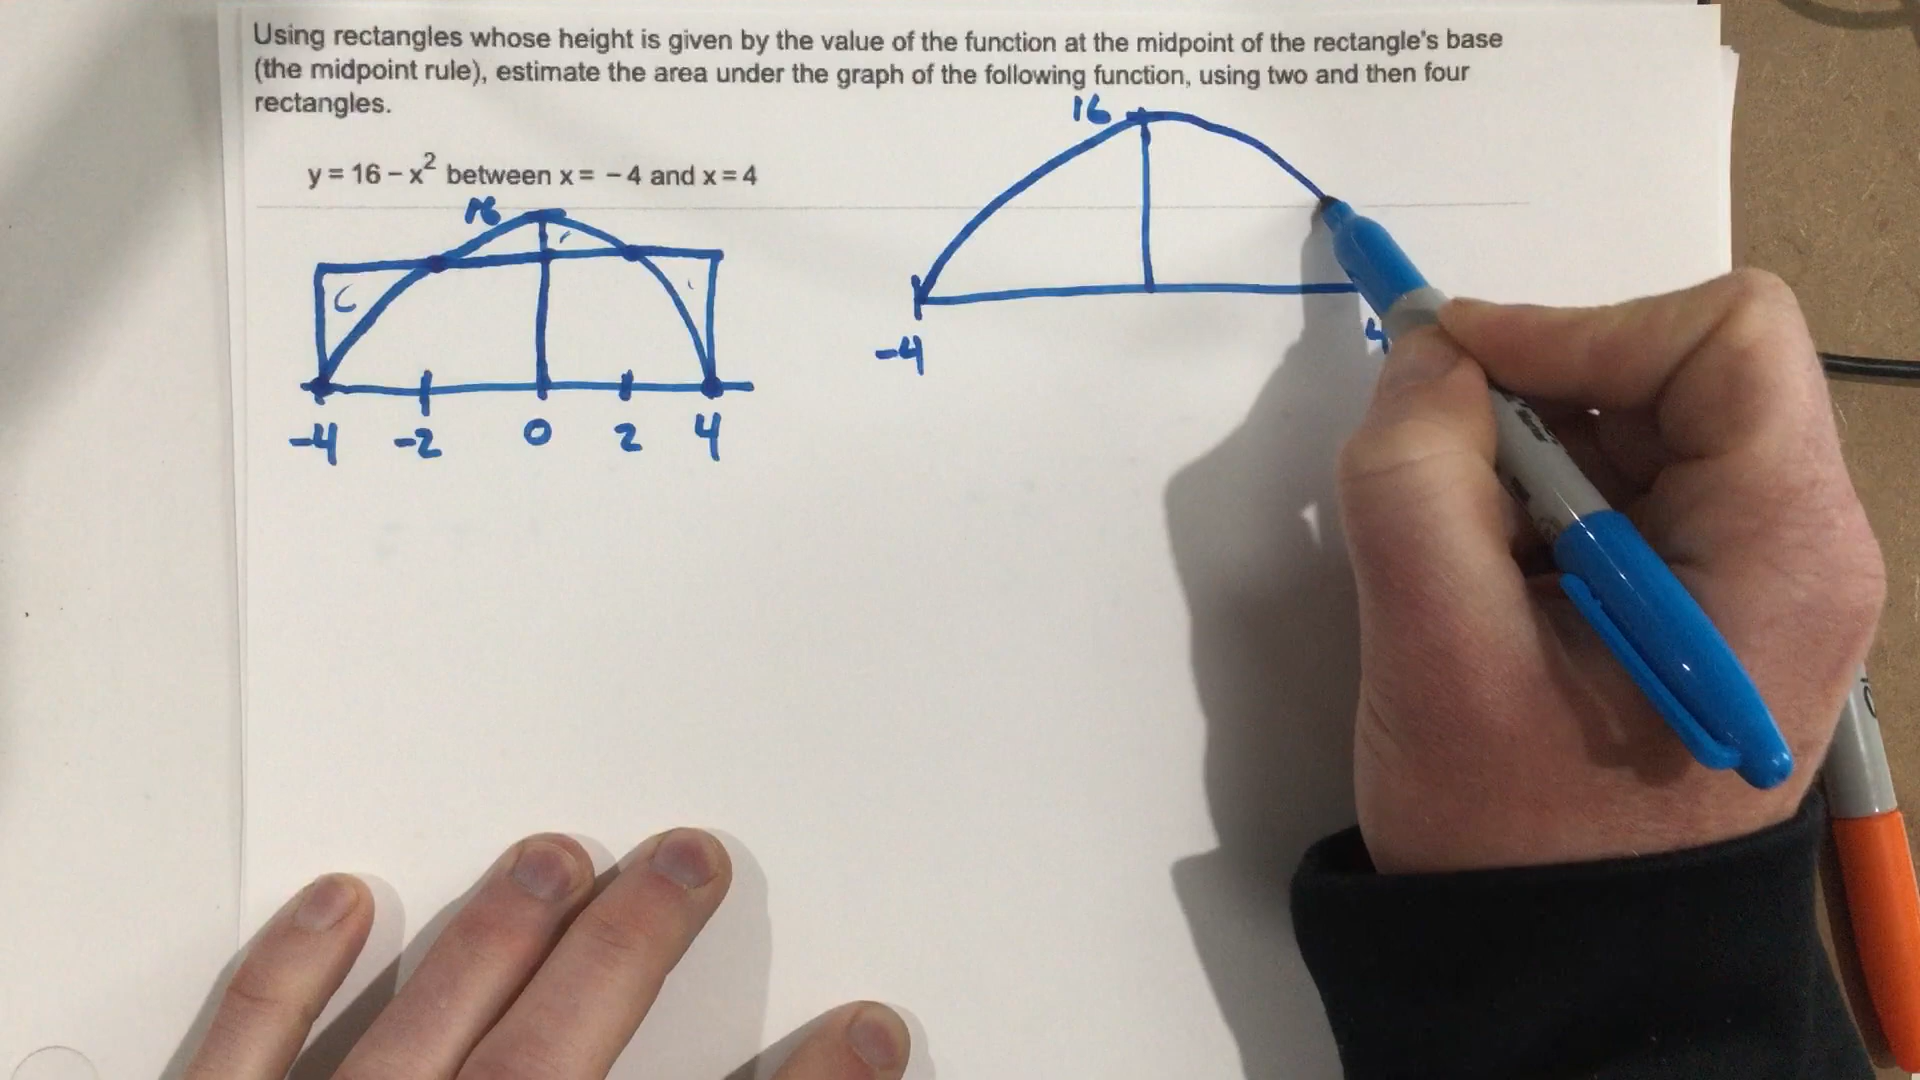 Using rectangles whose height is given by the value of the function at the midpoint of the rectangle's base
(the midpoint rule), estimate the area under the graph of the following function, using two and then four
rectangles.
y = 16 – x² between x = – 4 and x = 4
16
-4 -2 0 2 4
16
-4 4